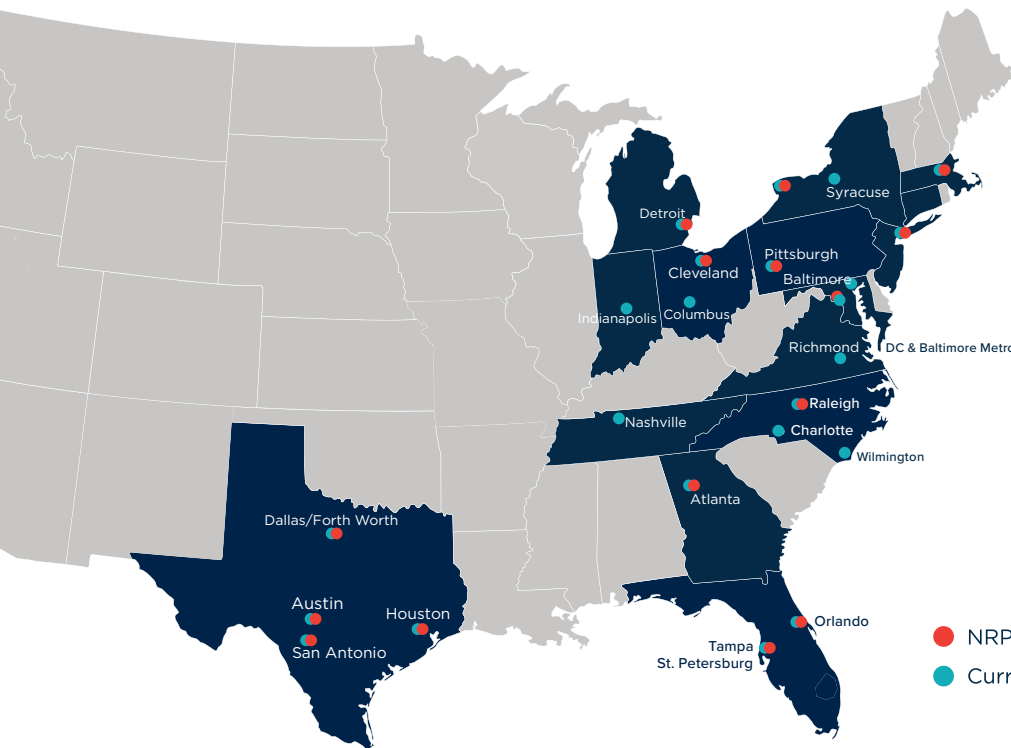 Syracuse
Detroit
Pittsburgh
Cleveland
Baltimore
Indianapolis
Columbus
Richmond
DC & Baltimore Metro
Raleigh
Nashville
Charlotte
Wilmington
Atlanta
Dallas/Forth Worth
Austin
Houston
San Antonio
Orlando
Tampa
St. Petersburg
NRP
Curr